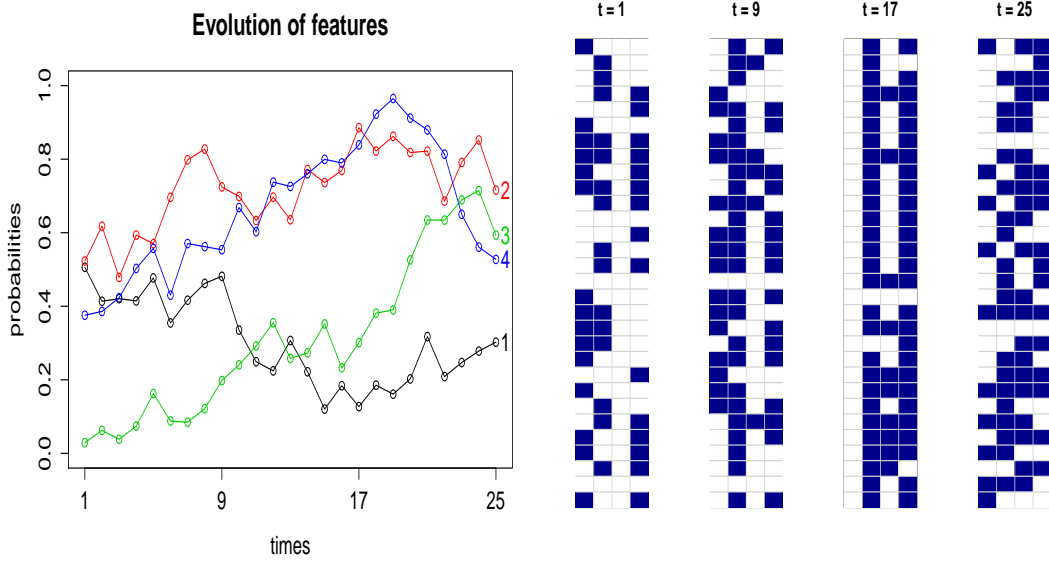 Evolution of features
t = 1 t = 9 t = 17 t = 25
probabilities
1.0
0.8
0.6
0.4
0.2
0.0
2
3
4
1
1 9 17 25
times